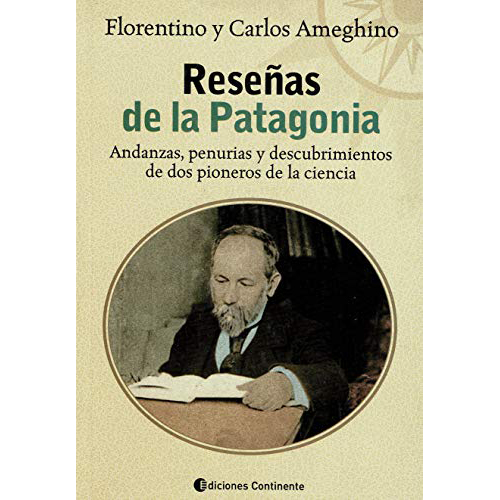 Florentino y Carlos Ameghino
Reseñas
de la Patagonia
Andanzas, penurias y descubrimientos
de dos pioneros de la ciencia
Ediciones Continente